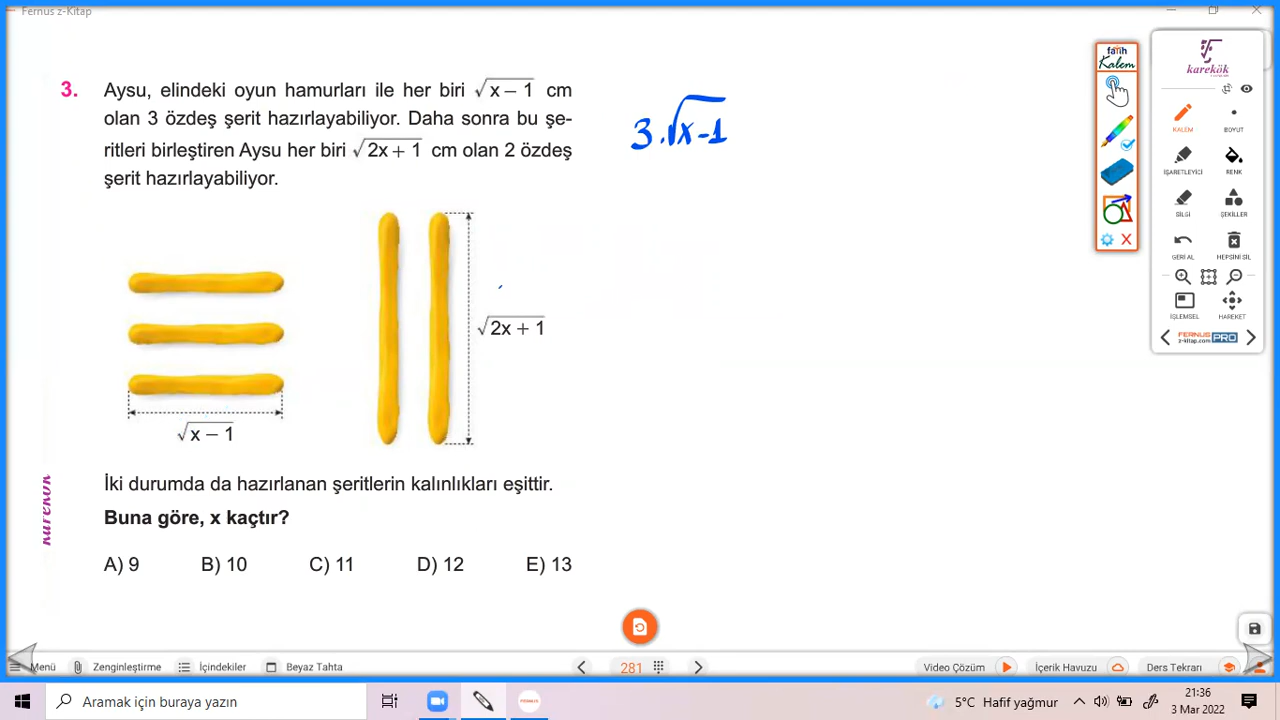 Fernus z-Kitap
3. Aysu, elindeki oyun hamurları ile her biri √x – 1 cm
olan 3 özdeş şerit hazırlayabiliyor. Daha sonra bu şe-
ritleri birleştiren Aysu her biri √2x + 1 cm olan 2 özdeş
şerit hazırlayabiliyor.
3.√x-1
√2x + 1
√x – 1
İki durumda da hazırlanan şeritlerin kalınlıkları eşittir.
Buna göre, x kaçtır?
A) 9 B) 10 C) 11 D) 12 E) 13
karekök
fatih
Kalem
karekök
KALEM BOYUT
İŞARETLEYİCİ RENK
SİLGİ ŞEKİLLER
GERİ AL HEPSİNİ SİL
İŞLEMSEL HAREKET
FERNUS PRO
z-kitap.com
Menü Zenginleştirme İçindekiler Beyaz Tahta 281 Video Çözüm İçerik Havuzu Ders Tekrarı
Aramak için buraya yazın
FERNUS
5°C Hafif yağmur
21:36
3 Mar 2022